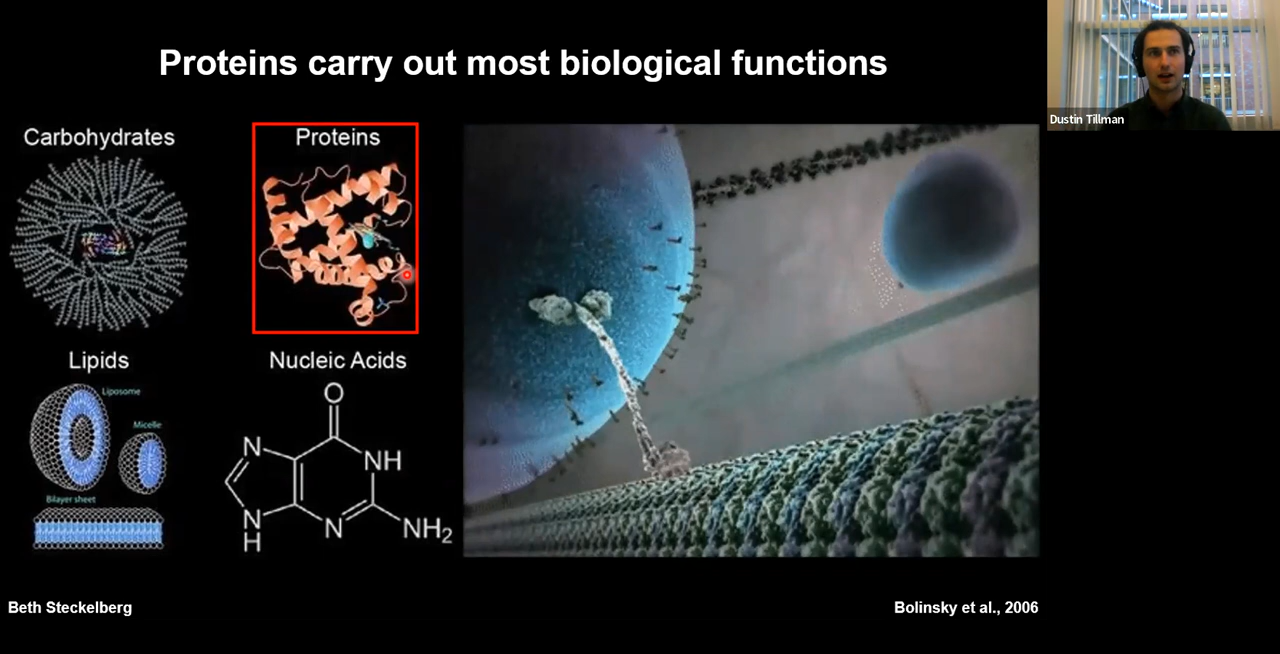 Proteins carry out most biological functions
Dustin Tillman
Carbohydrates
Proteins
Lipids
Liposome
Micelle
Bilayer sheet
Nucleic Acids
O
N
NH
N
H
N
NH2
Beth Steckelberg
Bolinsky et al., 2006